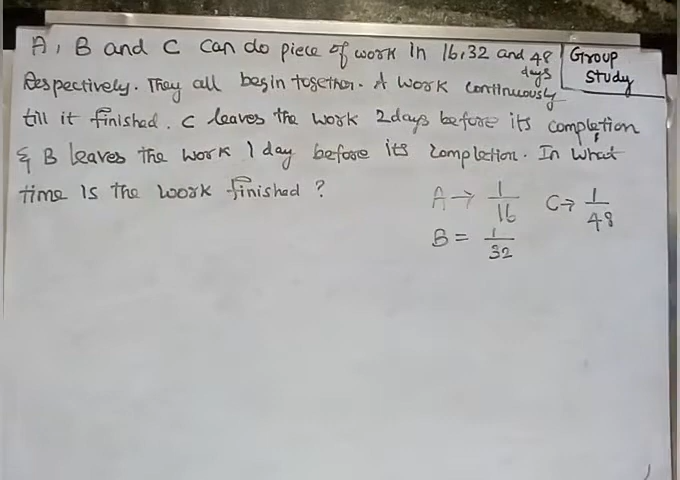 A, B and C can do piece of work in 16,32 and 48 days
Group
Study
Respectively. They all begin together. A work continuously
till it finished. C leaves the work 2days before its completion
& B leaves the work 1 day before its completion. In what
time is the work finished ?
A → 1/16 C → 1/48
B = 1/32